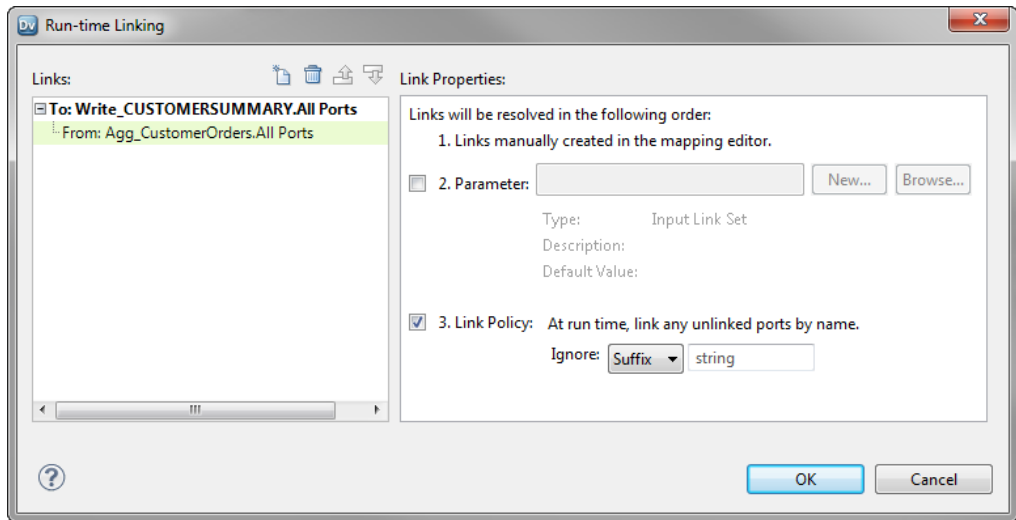 Dv Run-time Linking
Links:
Link Properties:
To: Write_CUSTOMERSUMMARY.All Ports
From: Agg_CustomerOrders.All Ports
Links will be resolved in the following order:
1. Links manually created in the mapping editor.
2. Parameter:
New...
Browse...
Type: Input Link Set
Description:
Default Value:
3. Link Policy: At run time, link any unlinked ports by name.
Ignore: Suffix string
?
OK
Cancel